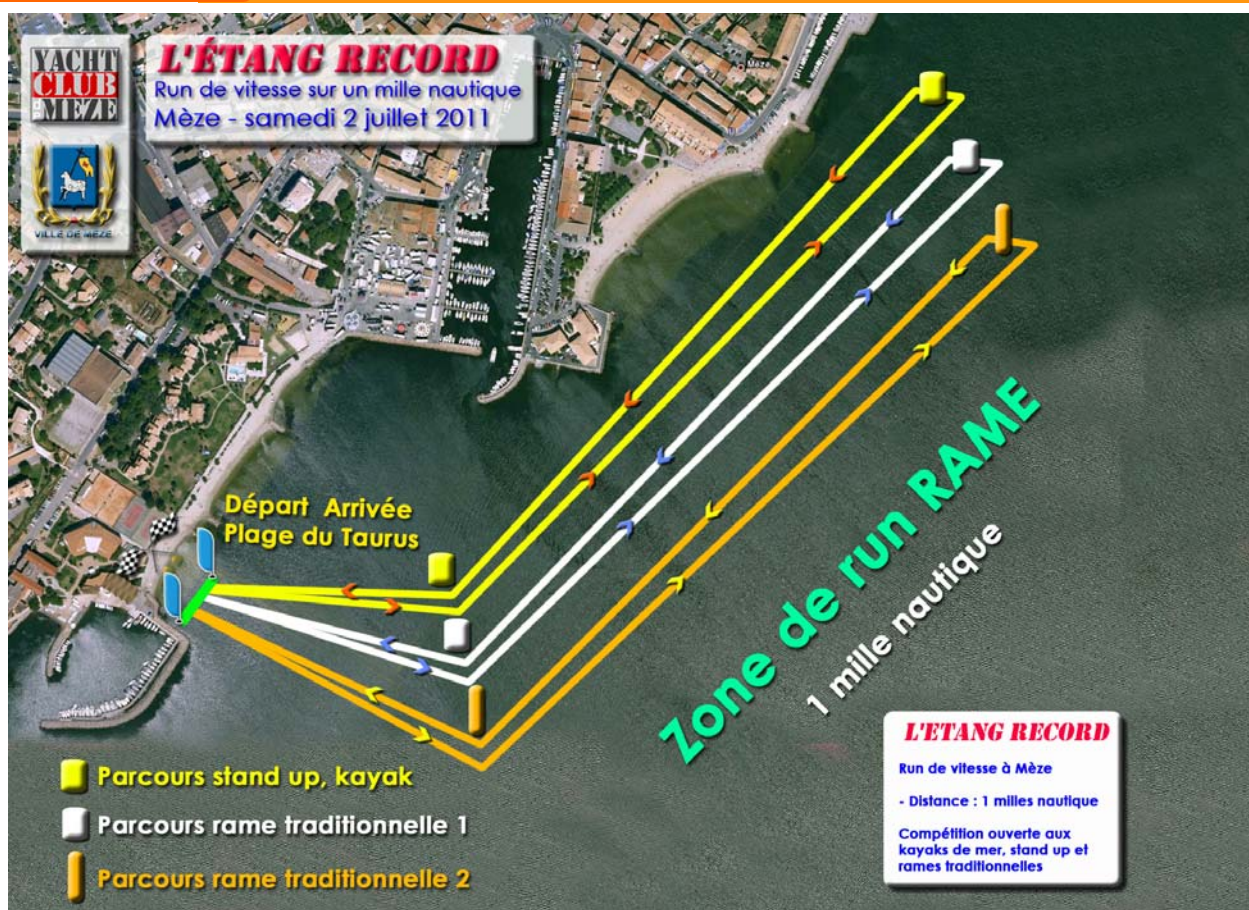 YACHT
CLUB
DE MÈZE
L'ÉTANG RECORD
Run de vitesse sur un mille nautique
Mèze - samedi 2 juillet 2011
VILLE DE MEZE
Mèze
Départ Arrivée
Plage du Taurus
Zone de run RAME
1 mille nautique
Parcours stand up, kayak
Parcours rame traditionnelle 1
Parcours rame traditionnelle 2
L'ETANG RECORD
Run de vitesse à Mèze
- Distance : 1 milles nautique
Compétition ouverte aux
kayaks de mer, stand up et
rames traditionnelles